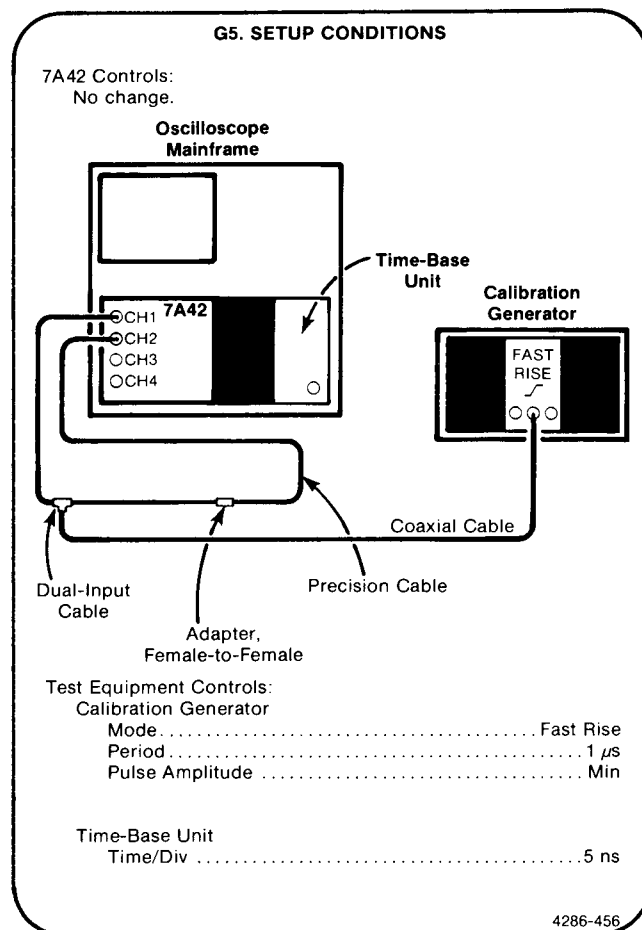 G5. SETUP CONDITIONS
7A42 Controls:
No change.
Oscilloscope
Mainframe
Time-Base
Unit
Calibration
Generator
7A42
CH1
CH2
CH3
CH4
FAST
RISE
Coaxial Cable
Dual-Input
Cable
Precision Cable
Adapter,
Female-to-Female
Test Equipment Controls:
Calibration Generator
Mode.......................................Fast Rise
Period.......................................1 µs
Pulse Amplitude ................................. Min
Time-Base Unit
Time/Div .......................................5 ns
4286-456